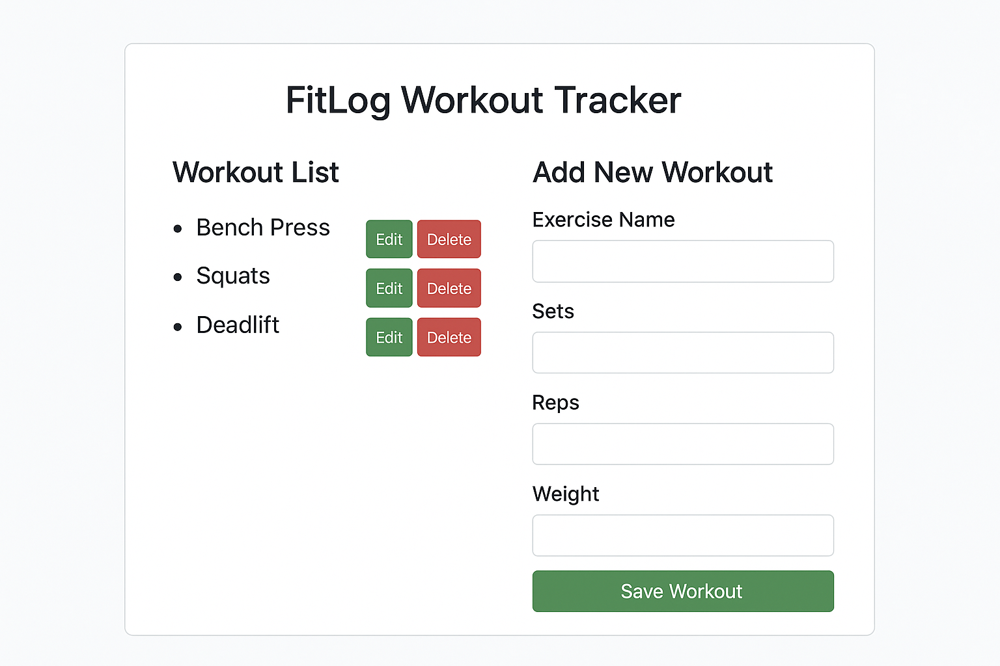 FitLog Workout Tracker
Workout List
• Bench Press
Edit Delete
• Squats
Edit Delete
• Deadlift
Edit Delete
Add New Workout
Exercise Name
Sets
Reps
Weight
Save Workout